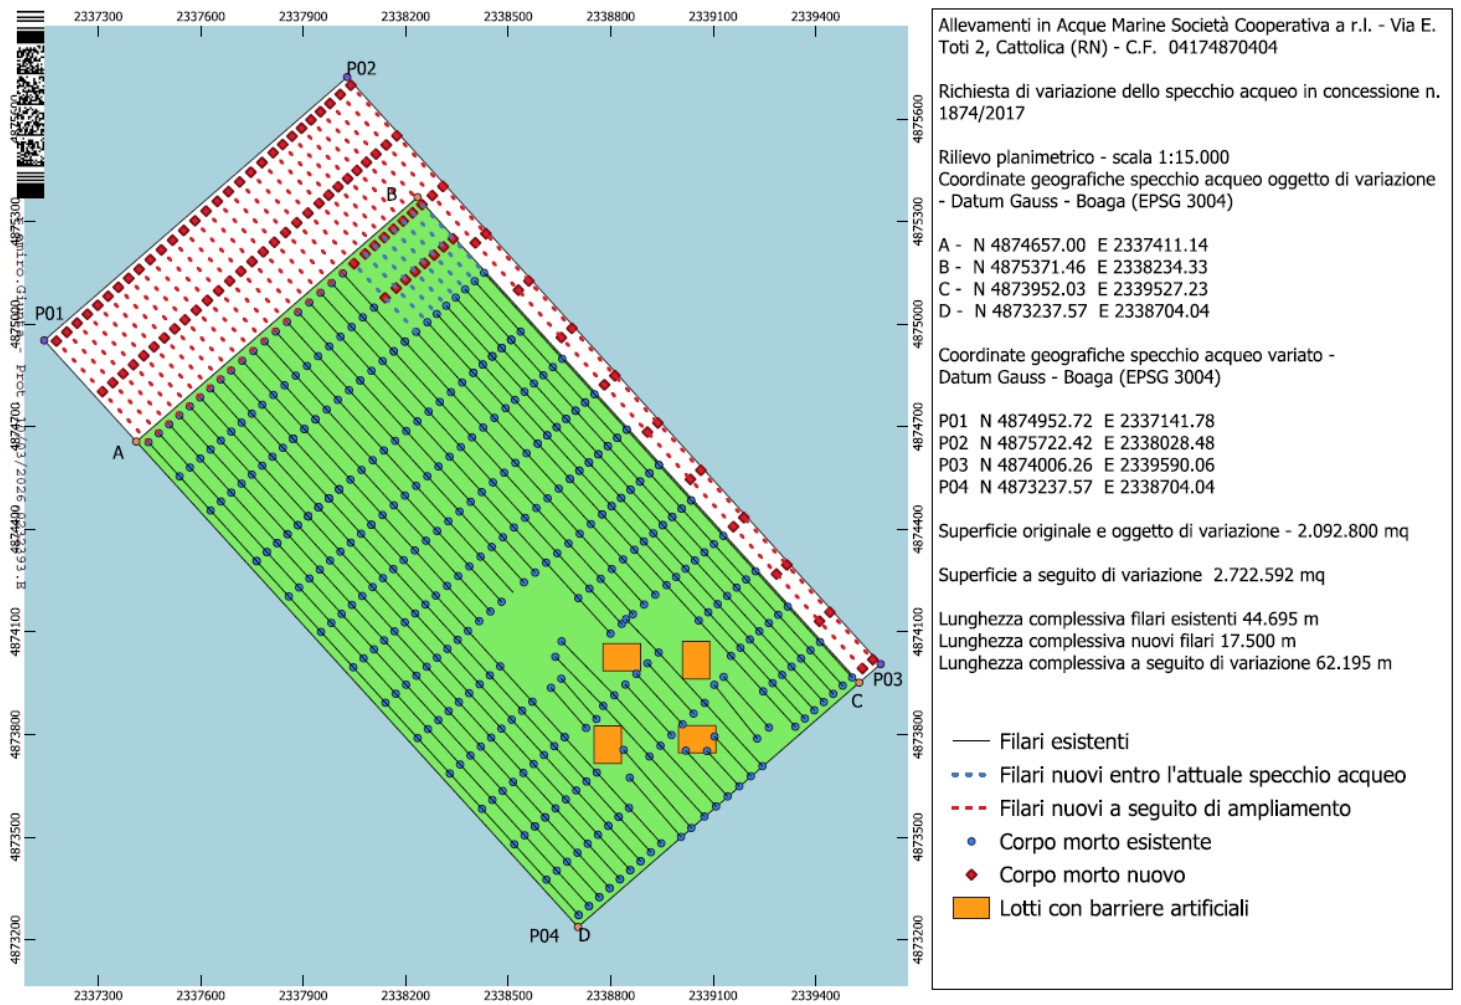 2337300 2337600 2337900 2338200 2338500 2338800 2339100 2339400
P02
4875600 4875600
B
4875300 4875300
P01
4875000 4875000
4874700 4874700
A
4874400 4874400
4874100 4874100
P03
C
4873800 4873800
4873500 4873500
P04 D
4873200 4873200
2337300 2337600 2337900 2338200 2338500 2338800 2339100 2339400
Allevamenti in Acque Marine Società Cooperativa a r.l. - Via E.
Toti 2, Cattolica (RN) - C.F. 04174870404
Richiesta di variazione dello specchio acqueo in concessione n.
1874/2017
Rilievo planimetrico - scala 1:15.000
Coordinate geografiche specchio acqueo oggetto di variazione
- Datum Gauss - Boaga (EPSG 3004)
A - N 4874657.00 E 2337411.14
B - N 4875371.46 E 2338234.33
C - N 4873952.03 E 2339527.23
D - N 4873237.57 E 2338704.04
Coordinate geografiche specchio acqueo variato -
Datum Gauss - Boaga (EPSG 3004)
P01 N 4874952.72 E 2337141.78
P02 N 4875722.42 E 2338028.48
P03 N 4874006.26 E 2339590.06
P04 N 4873237.57 E 2338704.04
Superficie originale e oggetto di variazione - 2.092.800 mq
Superficie a seguito di variazione 2.722.592 mq
Lunghezza complessiva filari esistenti 44.695 m
Lunghezza complessiva nuovi filari 17.500 m
Lunghezza complessiva a seguito di variazione 62.195 m
Filari esistenti
Filari nuovi entro l'attuale specchio acqueo
Filari nuovi a seguito di ampliamento
Corpo morto esistente
Corpo morto nuovo
Lotti con barriere artificiali